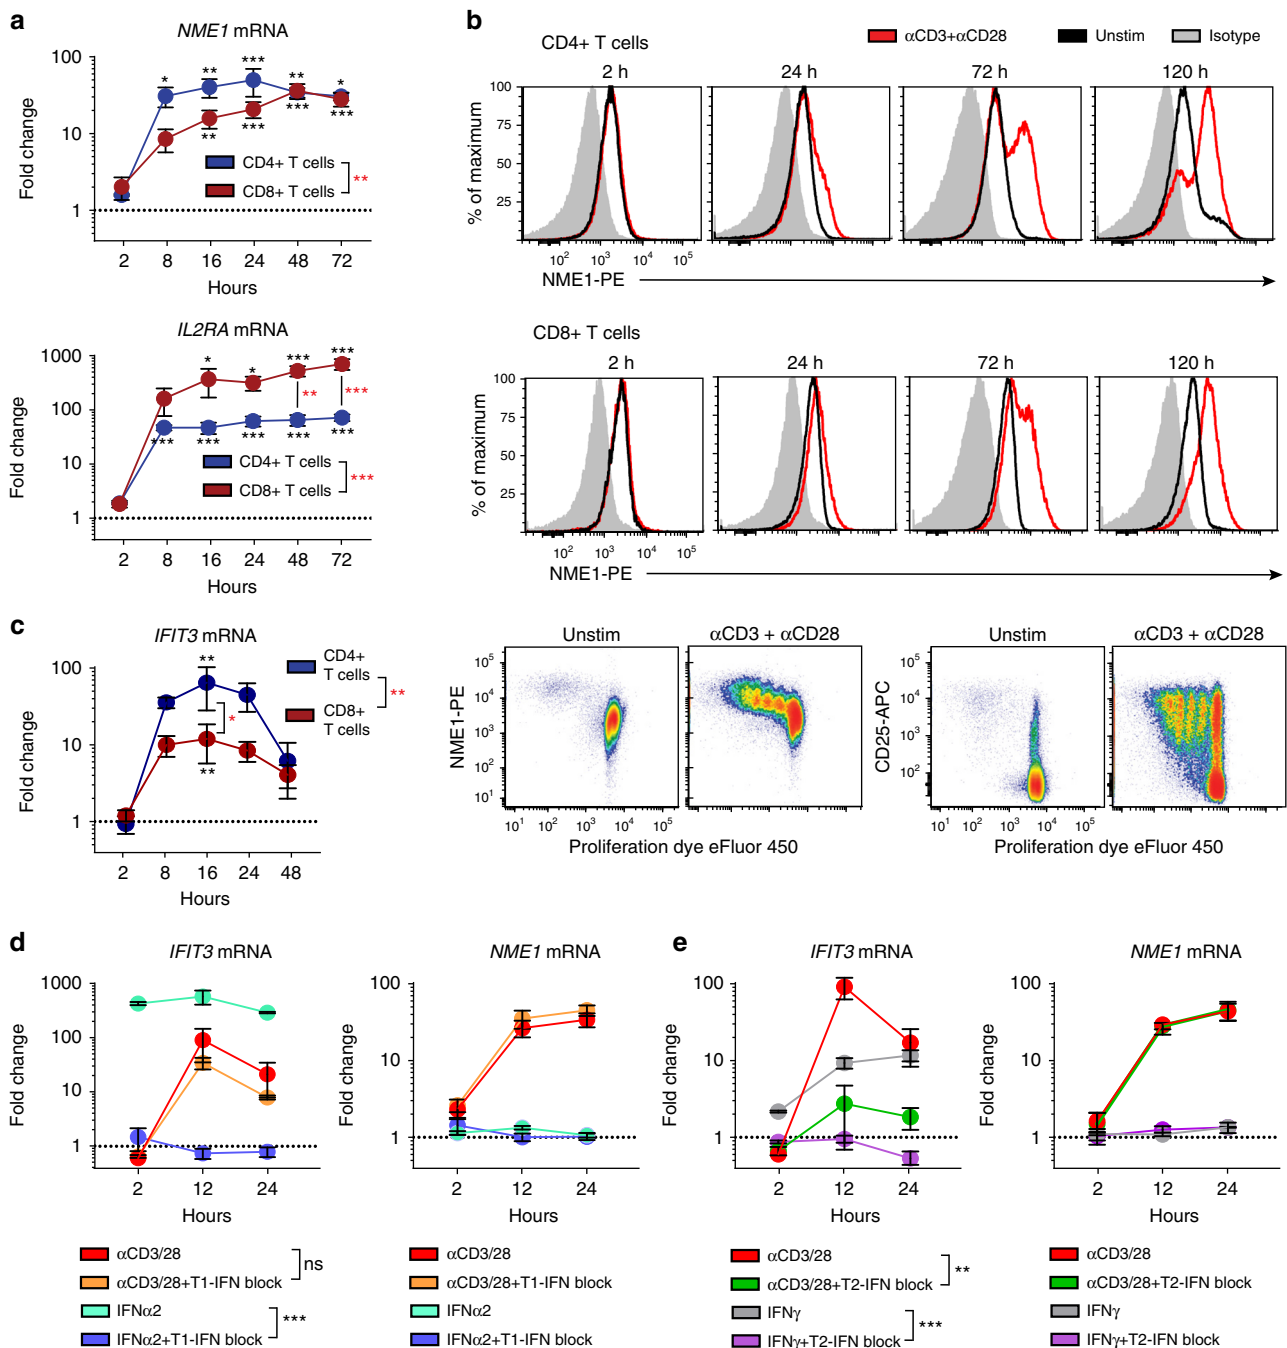 a
NME1 mRNA
Fold change
100
10
1
* ** *** ** *
** *** *** ***
CD4+ T cells
CD8+ T cells
**
2 8 16 24 48 72
Hours
IL2RA mRNA
Fold change
1000
100
10
1
* * *** ***
** ***
*** *** *** *** ***
CD4+ T cells
CD8+ T cells
***
2 8 16 24 48 72
Hours
b
αCD3+αCD28 Unstim Isotype
CD4+ T cells
2 h 24 h 72 h 120 h
% of maximum
100
75
50
25
10² 10³ 10⁴ 10⁵
NME1-PE
CD8+ T cells
2 h 24 h 72 h 120 h
% of maximum
100
75
50
25
10² 10³ 10⁴ 10⁵
NME1-PE
Unstim αCD3 + αCD28
NME1-PE
10⁵
10⁴
10³
10²
10¹
10¹ 10² 10³ 10⁴ 10⁵
Proliferation dye eFluor 450
Unstim αCD3 + αCD28
CD25-APC
10⁵
10⁴
10³
10²
10¹ 10² 10³ 10⁴ 10⁵
Proliferation dye eFluor 450
c
IFIT3 mRNA
Fold change
100
10
1
**
*
**
CD4+
T cells
CD8+
T cells
**
2 8 16 24 48
Hours
d
IFIT3 mRNA
Fold change
1000
100
10
1
2 12 24
Hours
αCD3/28
αCD3/28+T1-IFN block
ns
IFNα2
IFNα2+T1-IFN block
***
NME1 mRNA
Fold change
100
10
1
2 12 24
Hours
αCD3/28
αCD3/28+T1-IFN block
IFNα2
IFNα2+T1-IFN block
e
IFIT3 mRNA
Fold change
100
10
1
2 12 24
Hours
αCD3/28
αCD3/28+T2-IFN block
**
IFNγ
IFNγ+T2-IFN block
***
NME1 mRNA
Fold change
100
10
1
2 12 24
Hours
αCD3/28
αCD3/28+T2-IFN block
IFNγ
IFNγ+T2-IFN block